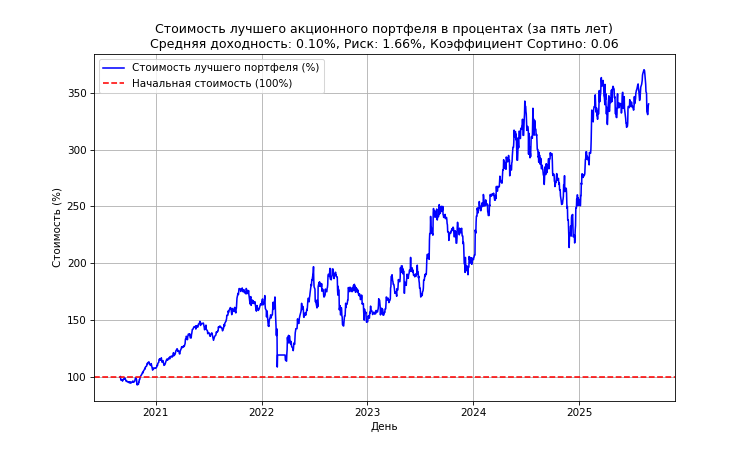 Стоимость лучшего акционного портфеля в процентах (за пять лет)
Средняя доходность: 0.10%, Риск: 1.66%, Коэффициент Сортино: 0.06
Стоимость лучшего портфеля (%)
Начальная стоимость (100%)
Стоимость (%)
350
300
250
200
150
100
2021
2022
2023
2024
2025
День